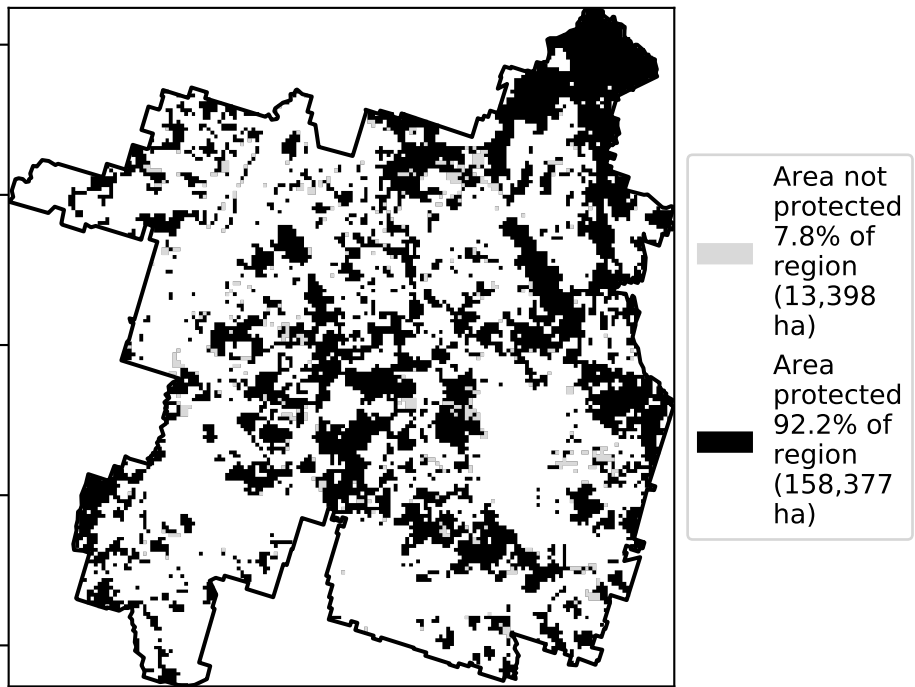 Area not
protected
7.8% of
region
(13,398
ha)
Area
protected
92.2% of
region
(158,377
ha)